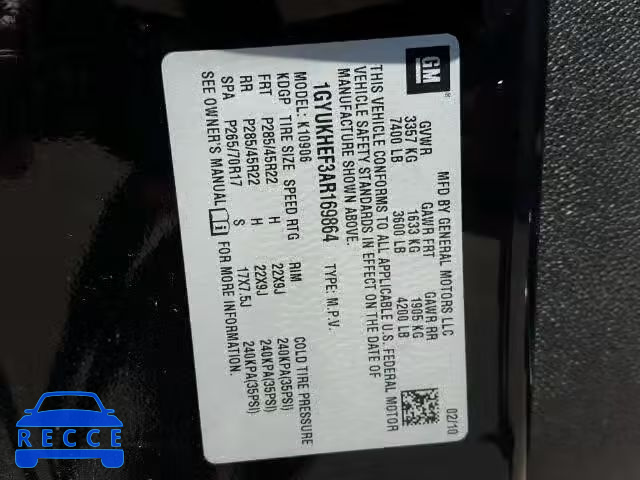 GM
MFD BY GENERAL MOTORS LLC
02/10
GVWR GAWR FRT GAWR RR
3357 KG 1633 KG 1905 KG
7400 LB 3600 LB 4200 LB
THIS VEHICLE CONFORMS TO ALL APPLICABLE U.S. FEDERAL MOTOR
VEHICLE SAFETY STANDARDS IN EFFECT ON THE DATE OF
MANUFACTURE SHOWN ABOVE.
1GYUKHEF3AR169864 TYPE: M.P.V.
MODEL: K10906
KDGP TIRE SIZE SPEED RTG RIM COLD TIRE PRESSURE
FRT P285/45R22 H 22X9J 240KPA(35PSI)
RR P285/45R22 H 22X9J 240KPA(35PSI)
SPA P265/70R17 S 17X7.5J 240KPA(35PSI)
SEE OWNER'S MANUAL i FOR MORE INFORMATION.
RECCE